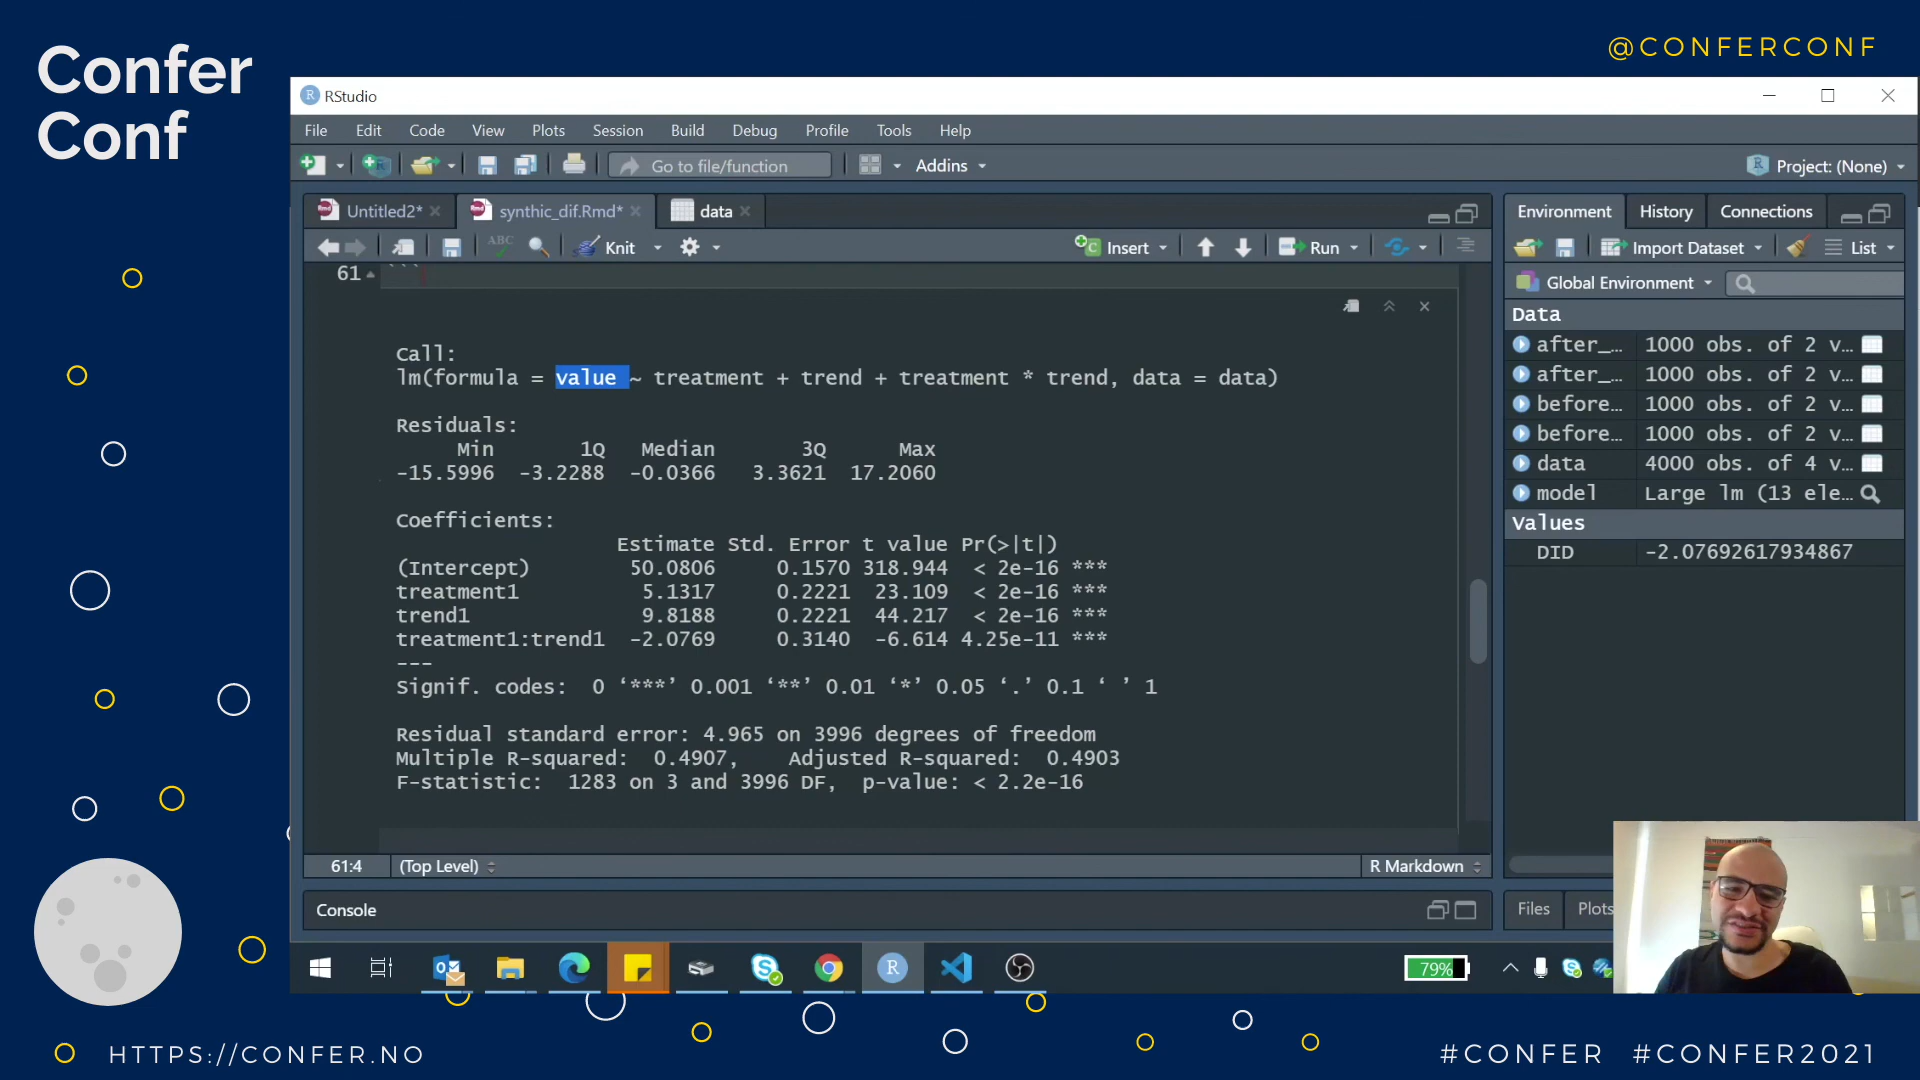 Confer
Conf
@CONFERCONF
RStudio
File Edit Code View Plots Session Build Debug Profile Tools Help
Go to file/function Addins Project: (None)
Untitled2* synthic_dif.Rmd* data
Environment History Connections
ABC Knit Insert Run
Import Dataset List
61 ```
Global Environment
Data
after_… 1000 obs. of 2 v…
after_… 1000 obs. of 2 v…
before… 1000 obs. of 2 v…
before… 1000 obs. of 2 v…
data 4000 obs. of 4 v…
model Large lm (13 ele…
Values
DID -2.07692617934867
Call:
lm(formula = value ~ treatment + trend + treatment * trend, data = data)
Residuals:
Min 1Q Median 3Q Max
-15.5996 -3.2288 -0.0366 3.3621 17.2060
Coefficients:
Estimate Std. Error t value Pr(>|t|)
(Intercept) 50.0806 0.1570 318.944 < 2e-16 ***
treatment1 5.1317 0.2221 23.109 < 2e-16 ***
trend1 9.8188 0.2221 44.217 < 2e-16 ***
treatment1:trend1 -2.0769 0.3140 -6.614 4.25e-11 ***
---
Signif. codes: 0 ‘***’ 0.001 ‘**’ 0.01 ‘*’ 0.05 ‘.’ 0.1 ‘ ’ 1
Residual standard error: 4.965 on 3996 degrees of freedom
Multiple R-squared: 0.4907, Adjusted R-squared: 0.4903
F-statistic: 1283 on 3 and 3996 DF, p-value: < 2.2e-16
61:4 (Top Level) R Markdown
Console
Files Plots
79%
HTTPS://CONFER.NO
#CONFER #CONFER2021